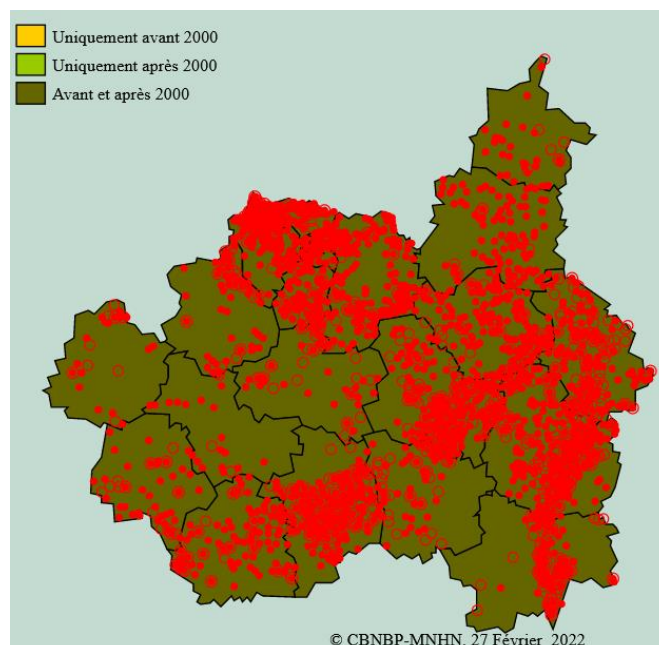 Uniquement avant 2000
Uniquement après 2000
Avant et après 2000
© CBNBP-MNHN, 27 Février 2022